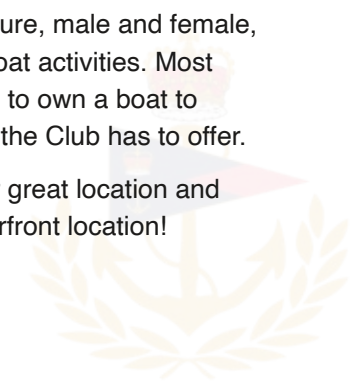 ure, male and female,
oat activities. Most
to own a boat to
the Club has to offer.
great location and
rfront location!